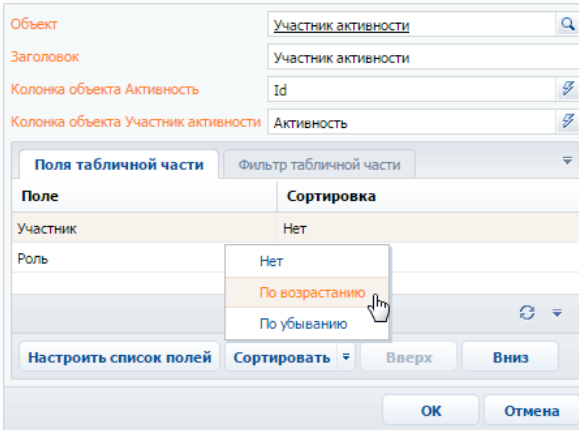 Объект Участник активности
Заголовок Участник активности
Колонка объекта Активность Id
Колонка объекта Участник активности Активность
Поля табличной части Фильтр табличной части
Поле Сортировка
Участник Нет
Роль
Нет
По возрастанию
По убыванию
Настроить список полей Сортировать Вверх Вниз
ОК Отмена